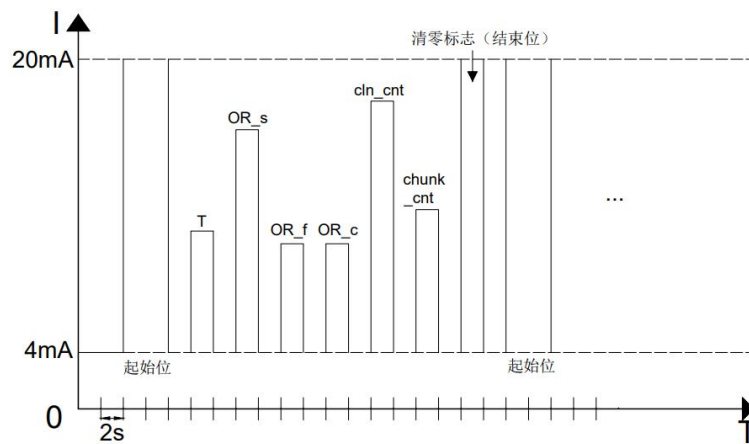 I
清零标志（结束位）
20mA
cln_cnt
OR_s
chunk
_cnt
T
OR_f
OR_c
...
4mA
起始位
起始位
0
2s
T